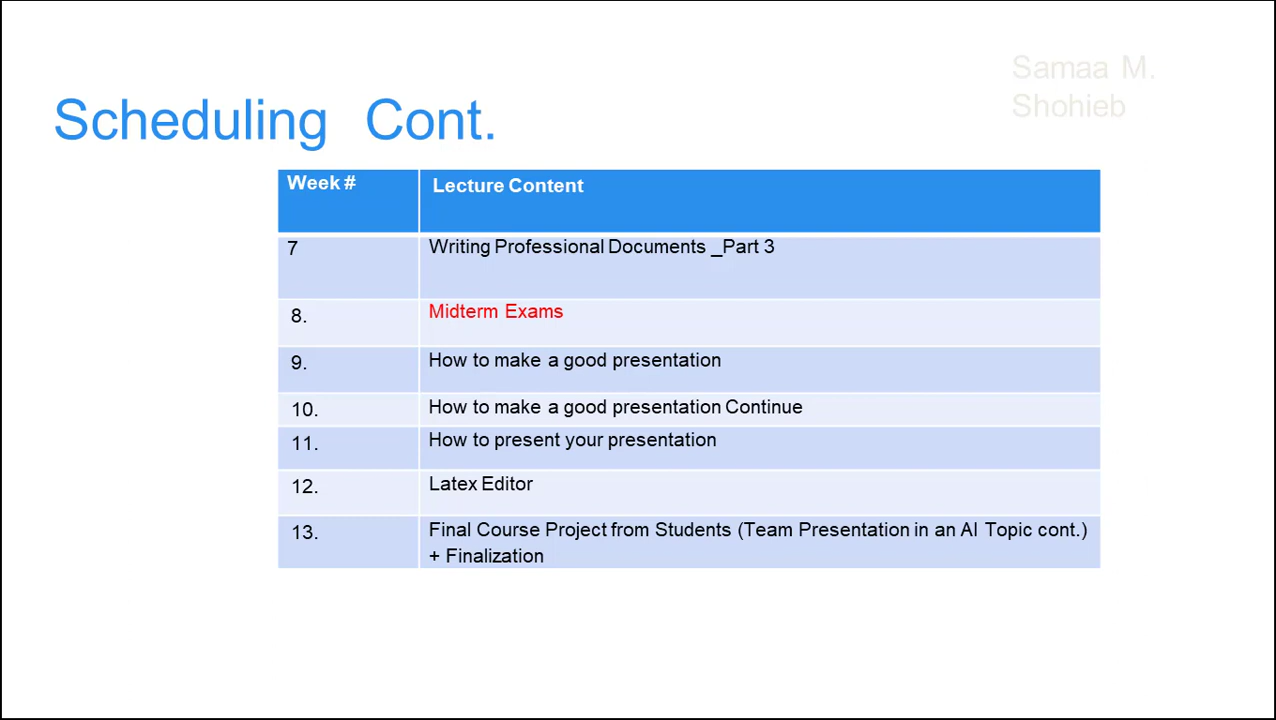 Samaa M.
Shohieb
Scheduling Cont.
Week # Lecture Content
7 Writing Professional Documents _Part 3
8. Midterm Exams
9. How to make a good presentation
10. How to make a good presentation Continue
11. How to present your presentation
12. Latex Editor
13. Final Course Project from Students (Team Presentation in an AI Topic cont.)
+ Finalization